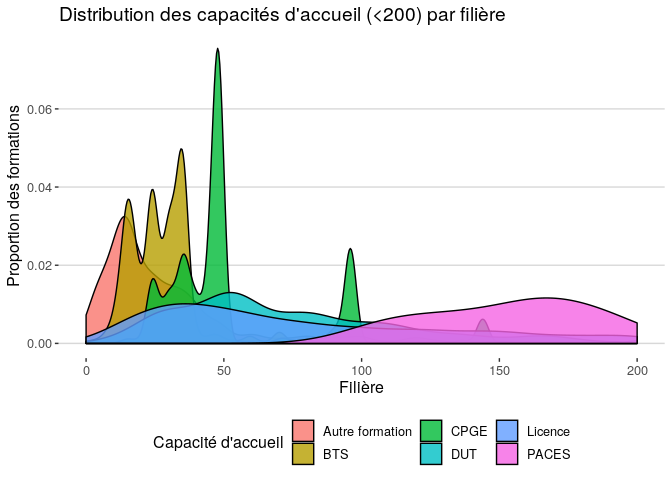 Distribution des capacités d'accueil (<200) par filière
Proportion des formations
0.06
0.04
0.02
0.00
0 50 100 150 200
Filière
Capacité d'accueil
Autre formation CPGE Licence
BTS DUT PACES